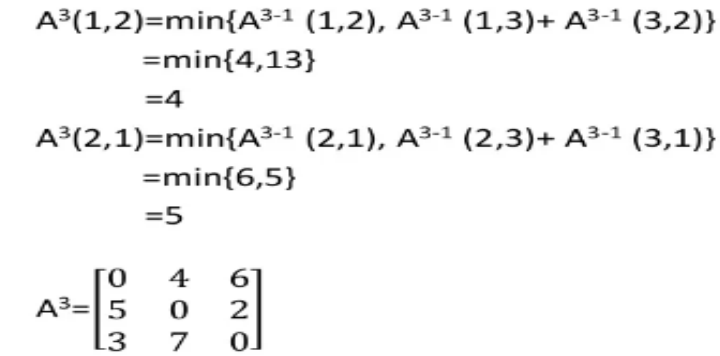 A³(1,2)=min{A³⁻¹ (1,2), A³⁻¹ (1,3)+ A³⁻¹ (3,2)}
=min{4,13}
=4
A³(2,1)=min{A³⁻¹ (2,1), A³⁻¹ (2,3)+ A³⁻¹ (3,1)}
=min{6,5}
=5
0 4 6
A³= 5 0 2
3 7 0